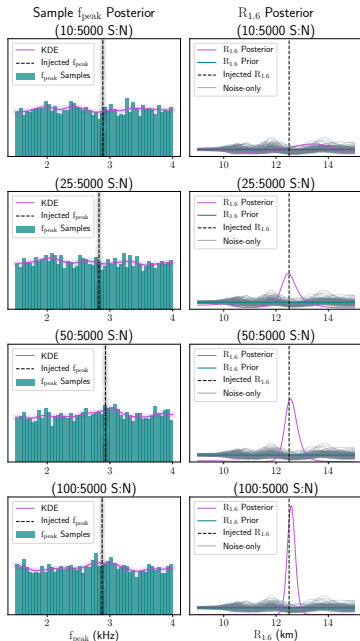 Sample f_peak Posterior
(10:5000 S:N)
KDE
Injected f_peak
f_peak Samples
2 3 4
R_1.6 Posterior
(10:5000 S:N)
R_1.6 Posterior
R_1.6 Prior
Injected R_1.6
Noise-only
10 12 14
(25:5000 S:N)
KDE
Injected f_peak
f_peak Samples
2 3 4
(25:5000 S:N)
R_1.6 Posterior
R_1.6 Prior
Injected R_1.6
Noise-only
10 12 14
(50:5000 S:N)
KDE
Injected f_peak
f_peak Samples
2 3 4
(50:5000 S:N)
R_1.6 Posterior
R_1.6 Prior
Injected R_1.6
Noise-only
10 12 14
(100:5000 S:N)
KDE
Injected f_peak
f_peak Samples
2 3 4
f_peak (kHz)
(100:5000 S:N)
R_1.6 Posterior
R_1.6 Prior
Injected R_1.6
Noise-only
10 12 14
R_1.6 (km)